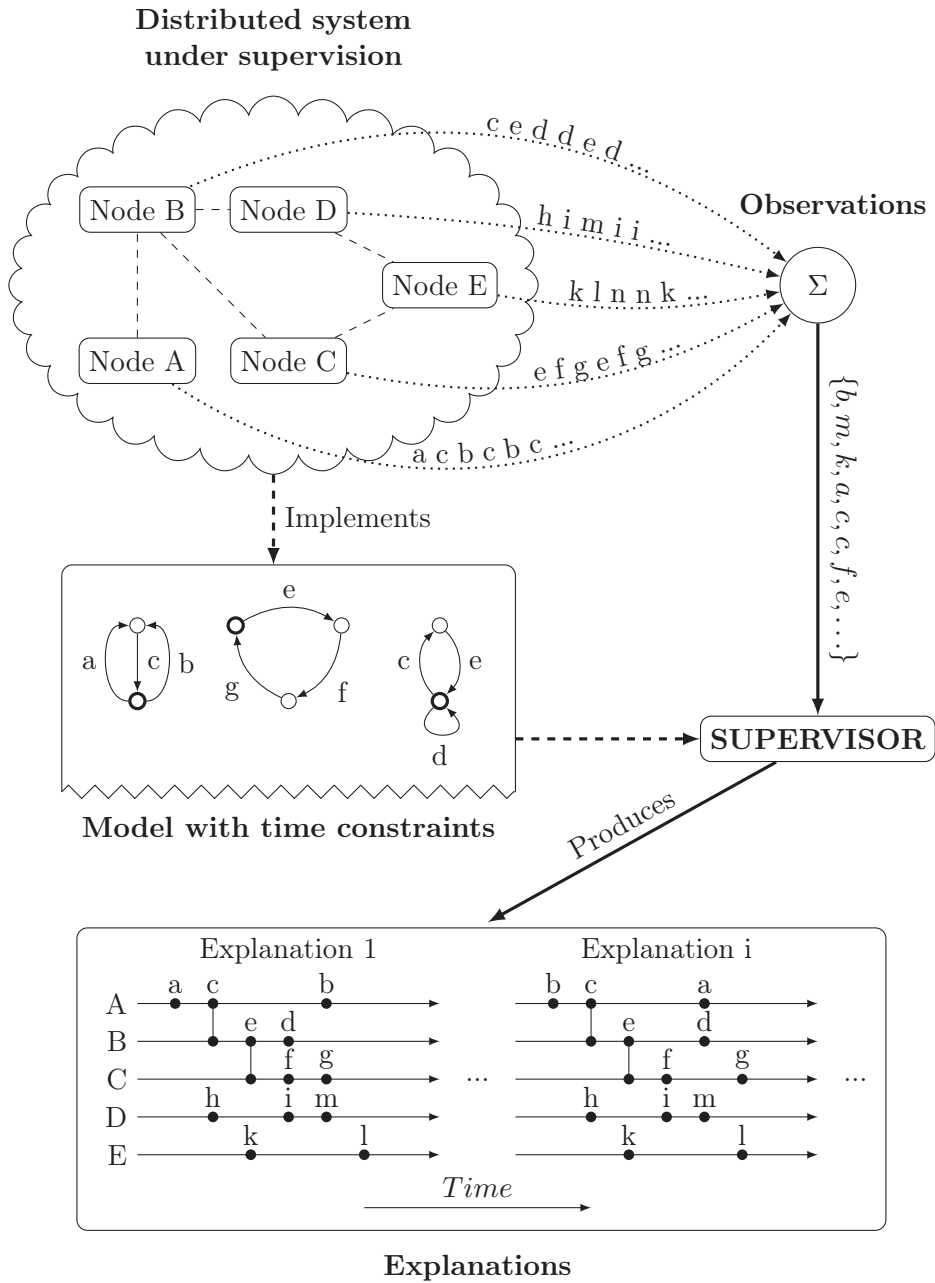 Distributed system
under supervision
c e d d e d ...
Node B
Node D
Observations
h i m i i ...
Node E
k l n n k ...
Σ
Node A
Node C
e f g e f g ...
a c b c b c ...
{b, m, k, a, c, c, f, e, . . .}
Implements
e
a
c
b
g
f
c
e
d
SUPERVISOR
Model with time constraints
Produces
Explanation 1
Explanation i
A
a
c
b
b
c
a
B
e
d
e
d
C
f
g
...
f
g
...
D
h
i
m
h
i
m
E
k
l
k
l
Time
Explanations